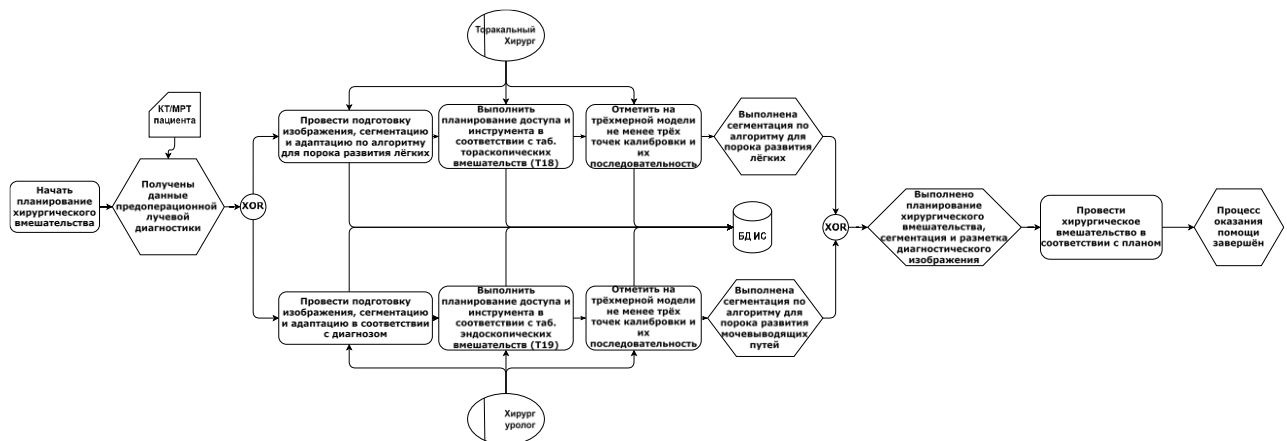 Торакальный
Хирург
КТ/МРТ
пациента
Начать
планирование
хирургического
вмешательства
Получены
данные
предоперационной
лучевой
диагностики
XOR
Провести подготовку
изображения, сегментацию
и адаптацию по алгоритму
для порока развития лёгких
Выполнить
планирование доступа и
инструмента в
соответствии с таб.
тораскопических
вмешательств (T18)
Отметить на
трёхмерной модели
не менее трёх
точек калибровки и
их
последовательность
Выполнена
сегментация по
алгоритму для
порока развития
лёгких
БД ИС
Провести подготовку
изображения, сегментацию
и адаптацию в соответствии
с диагнозом
Выполнить
планирование доступа и
инструмента в
соответствии с таб.
эндоскопических
вмешательств (T19)
Отметить на
трёхмерной модели
не менее трёх
точек калибровки и
их
последовательность
Выполнена
сегментация по
алгоритму для
порока развития
мочевыводящих
путей
Хирург
уролог
XOR
Выполнено
планирование
хирургического
вмешательства,
сегментация и разметка
диагностического
изображения
Провести
хирургическое
вмешательство в
соответствии с планом
Процесс
оказания
помощи
завершён